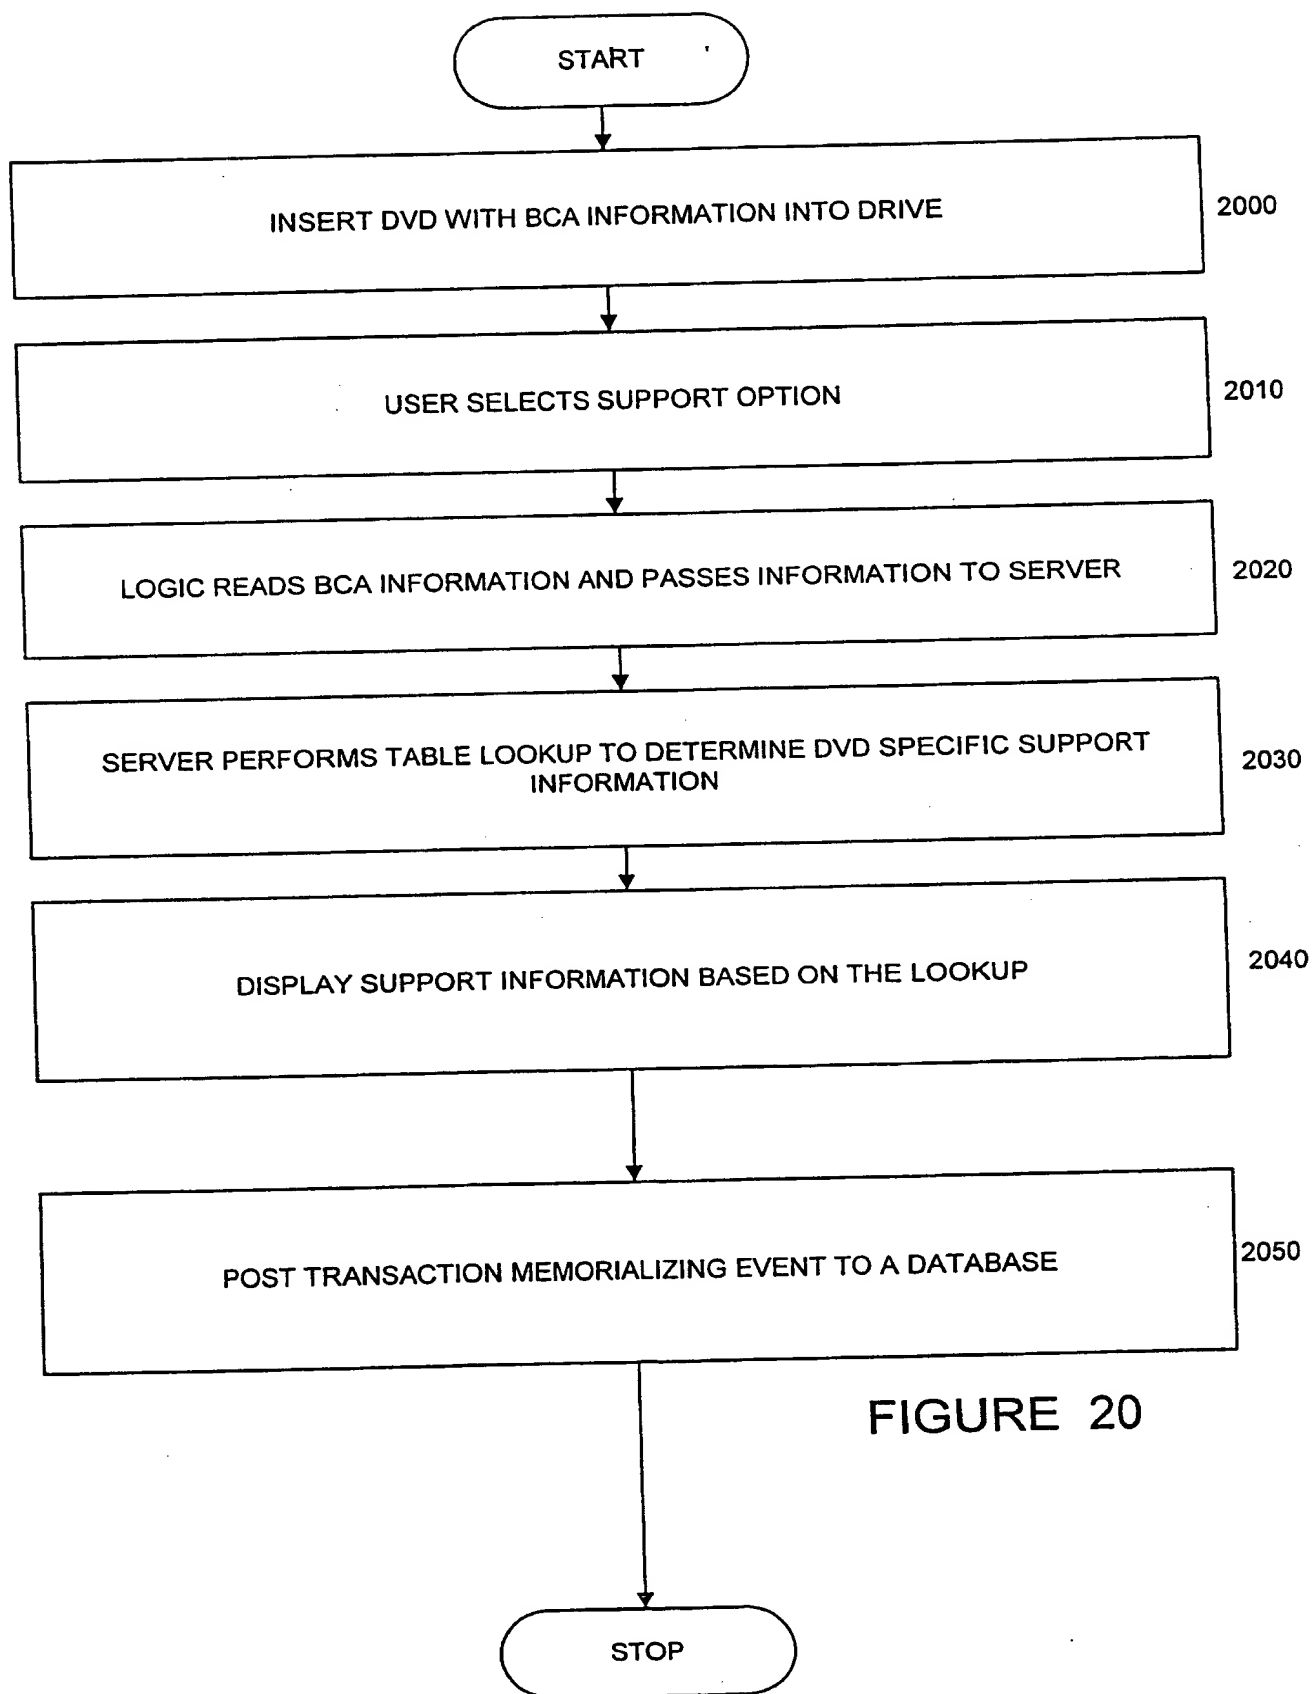 START
INSERT DVD WITH BCA INFORMATION INTO DRIVE
2000
USER SELECTS SUPPORT OPTION
2010
LOGIC READS BCA INFORMATION AND PASSES INFORMATION TO SERVER
2020
SERVER PERFORMS TABLE LOOKUP TO DETERMINE DVD SPECIFIC SUPPORT
INFORMATION
2030
DISPLAY SUPPORT INFORMATION BASED ON THE LOOKUP
2040
POST TRANSACTION MEMORIALIZING EVENT TO A DATABASE
2050
FIGURE 20
STOP